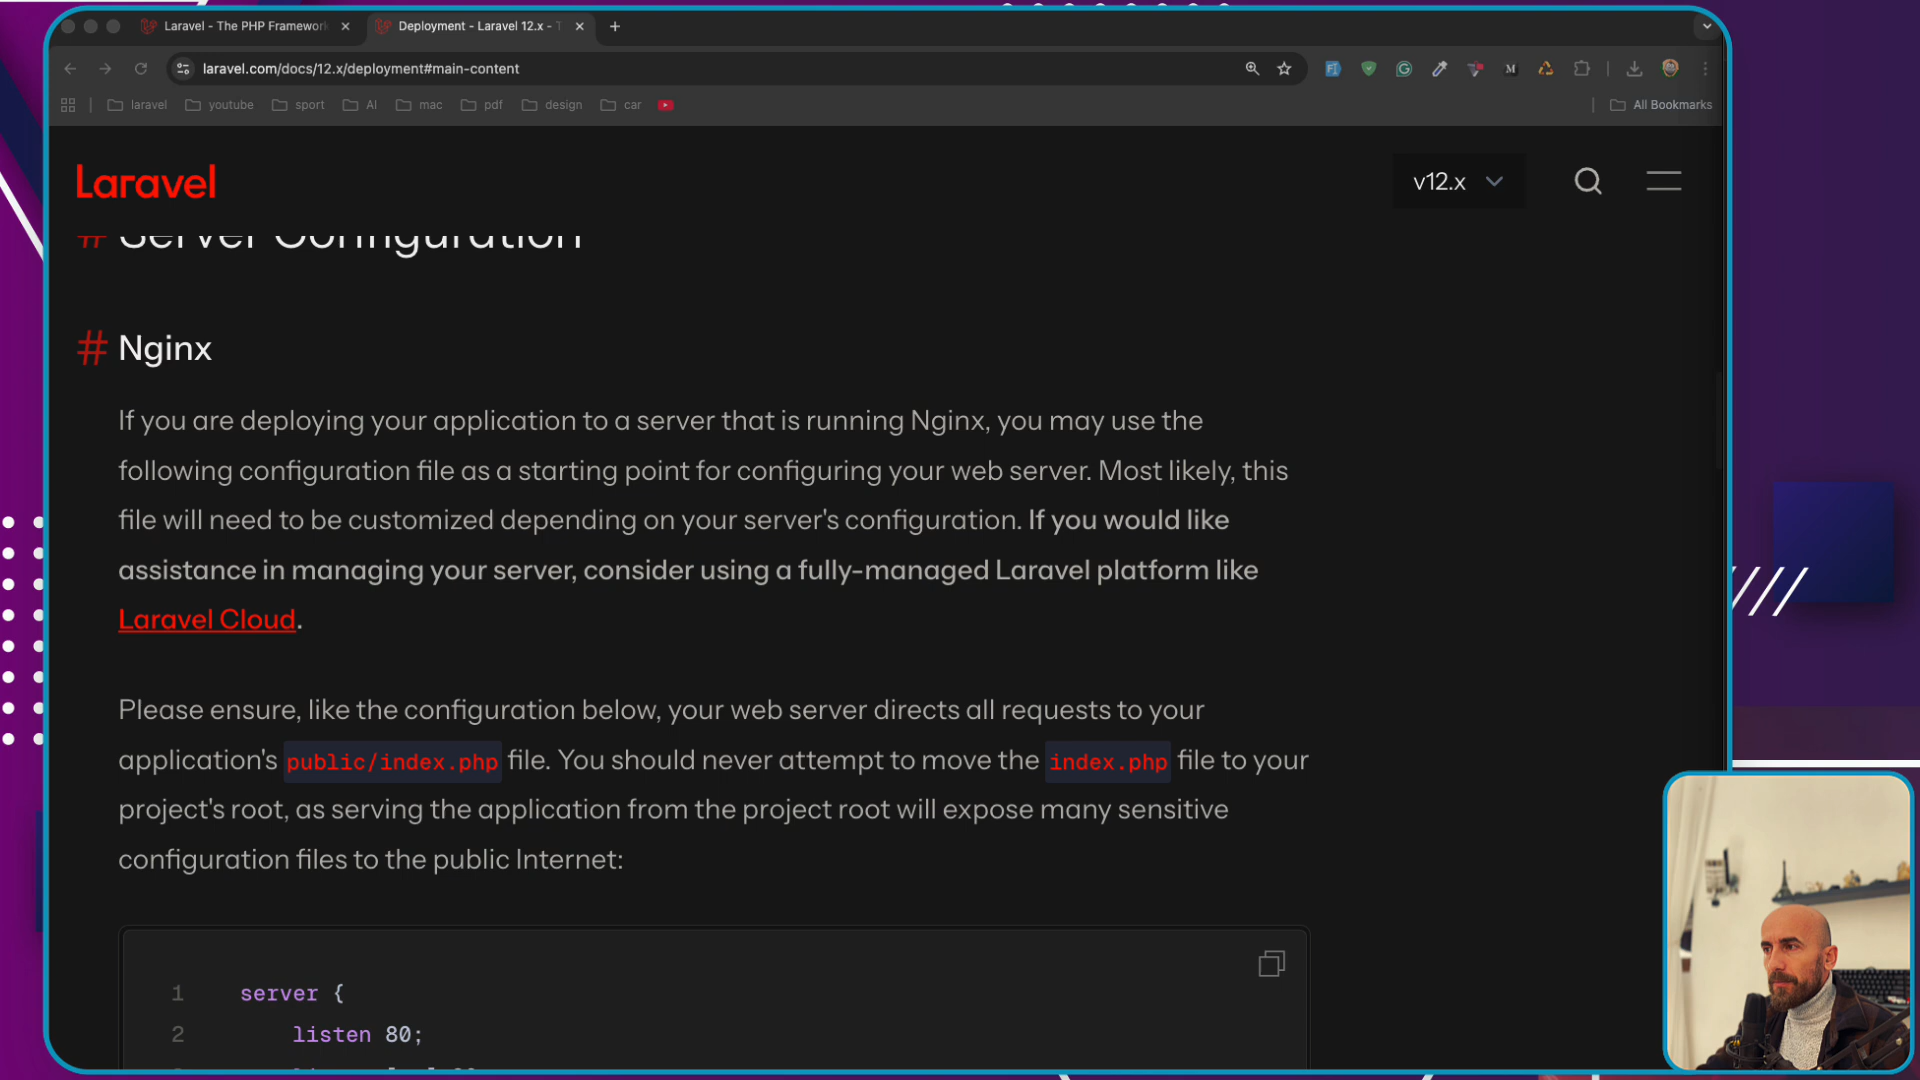 Laravel - The PHP Framework
Deployment - Laravel 12.x - T
laravel.com/docs/12.x/deployment#main-content
laravel
youtube
sport
AI
mac
pdf
design
car
All Bookmarks
Laravel
v12.x
# Server Configuration
# Nginx
If you are deploying your application to a server that is running Nginx, you may use the
following configuration file as a starting point for configuring your web server. Most likely, this
file will need to be customized depending on your server's configuration. If you would like
assistance in managing your server, consider using a fully-managed Laravel platform like
Laravel Cloud.
Please ensure, like the configuration below, your web server directs all requests to your
application's public/index.php file. You should never attempt to move the index.php file to your
project's root, as serving the application from the project root will expose many sensitive
configuration files to the public Internet:
1 server {
2 listen 80;